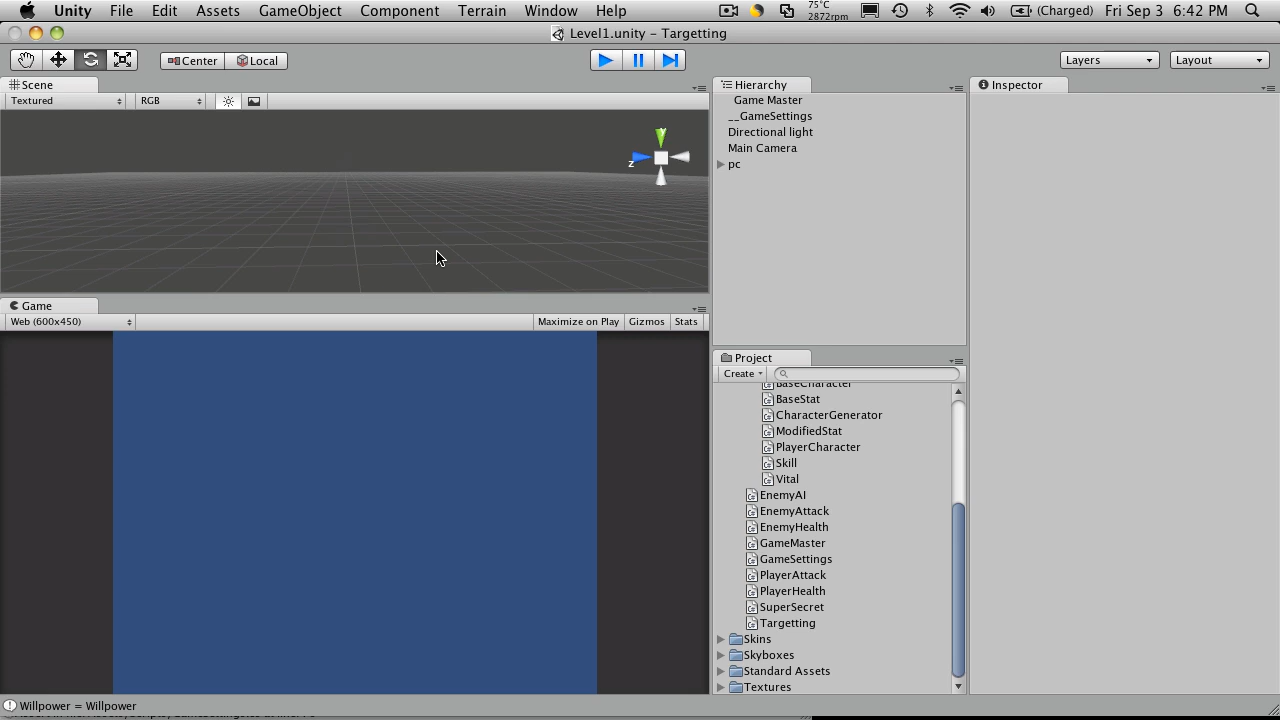 Unity File Edit Assets GameObject Component Terrain Window Help 75°C 2872rpm (Charged) Fri Sep 3 6:42 PM
Level1.unity – Targetting
Center Local Layers Layout
Scene
Textured RGB
y
z
Game
Web (600x450) Maximize on Play Gizmos Stats
Hierarchy
Game Master
__GameSettings
Directional light
Main Camera
pc
Project
Create
BaseCharacter
BaseStat
CharacterGenerator
ModifiedStat
PlayerCharacter
Skill
Vital
EnemyAI
EnemyAttack
EnemyHealth
GameMaster
GameSettings
PlayerAttack
PlayerHealth
SuperSecret
Targetting
Skins
Skyboxes
Standard Assets
Textures
Inspector
Willpower = Willpower